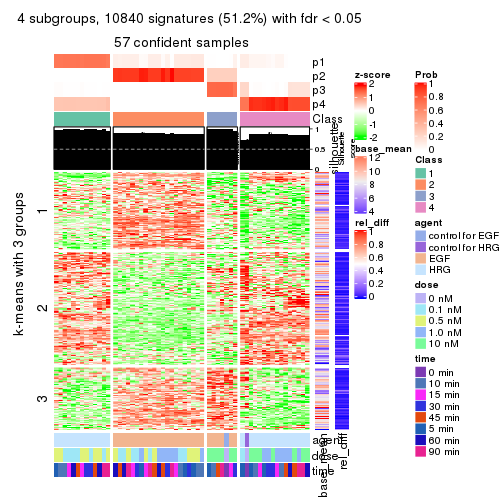 4 subgroups, 10840 signatures (51.2%) with fdr < 0.05
57 confident samples
p1
p2
p3
p4
Class
1
0.5
0
silhouette
Silhouette
score
k-means with 3 groups
1
2
3
agent
dose
time
base_mean
rel_diff
z-score
2
1
0
-1
-2
base_mean
12
10
8
6
4
rel_diff
1
0.8
0.6
0.4
0.2
0
Prob
1
0.8
0.6
0.4
0.2
0
Class
1
2
3
4
agent
control for EGF
control for HRG
EGF
HRG
dose
0 nM
0.1 nM
0.5 nM
1.0 nM
10 nM
time
0 min
10 min
15 min
30 min
45 min
5 min
60 min
90 min